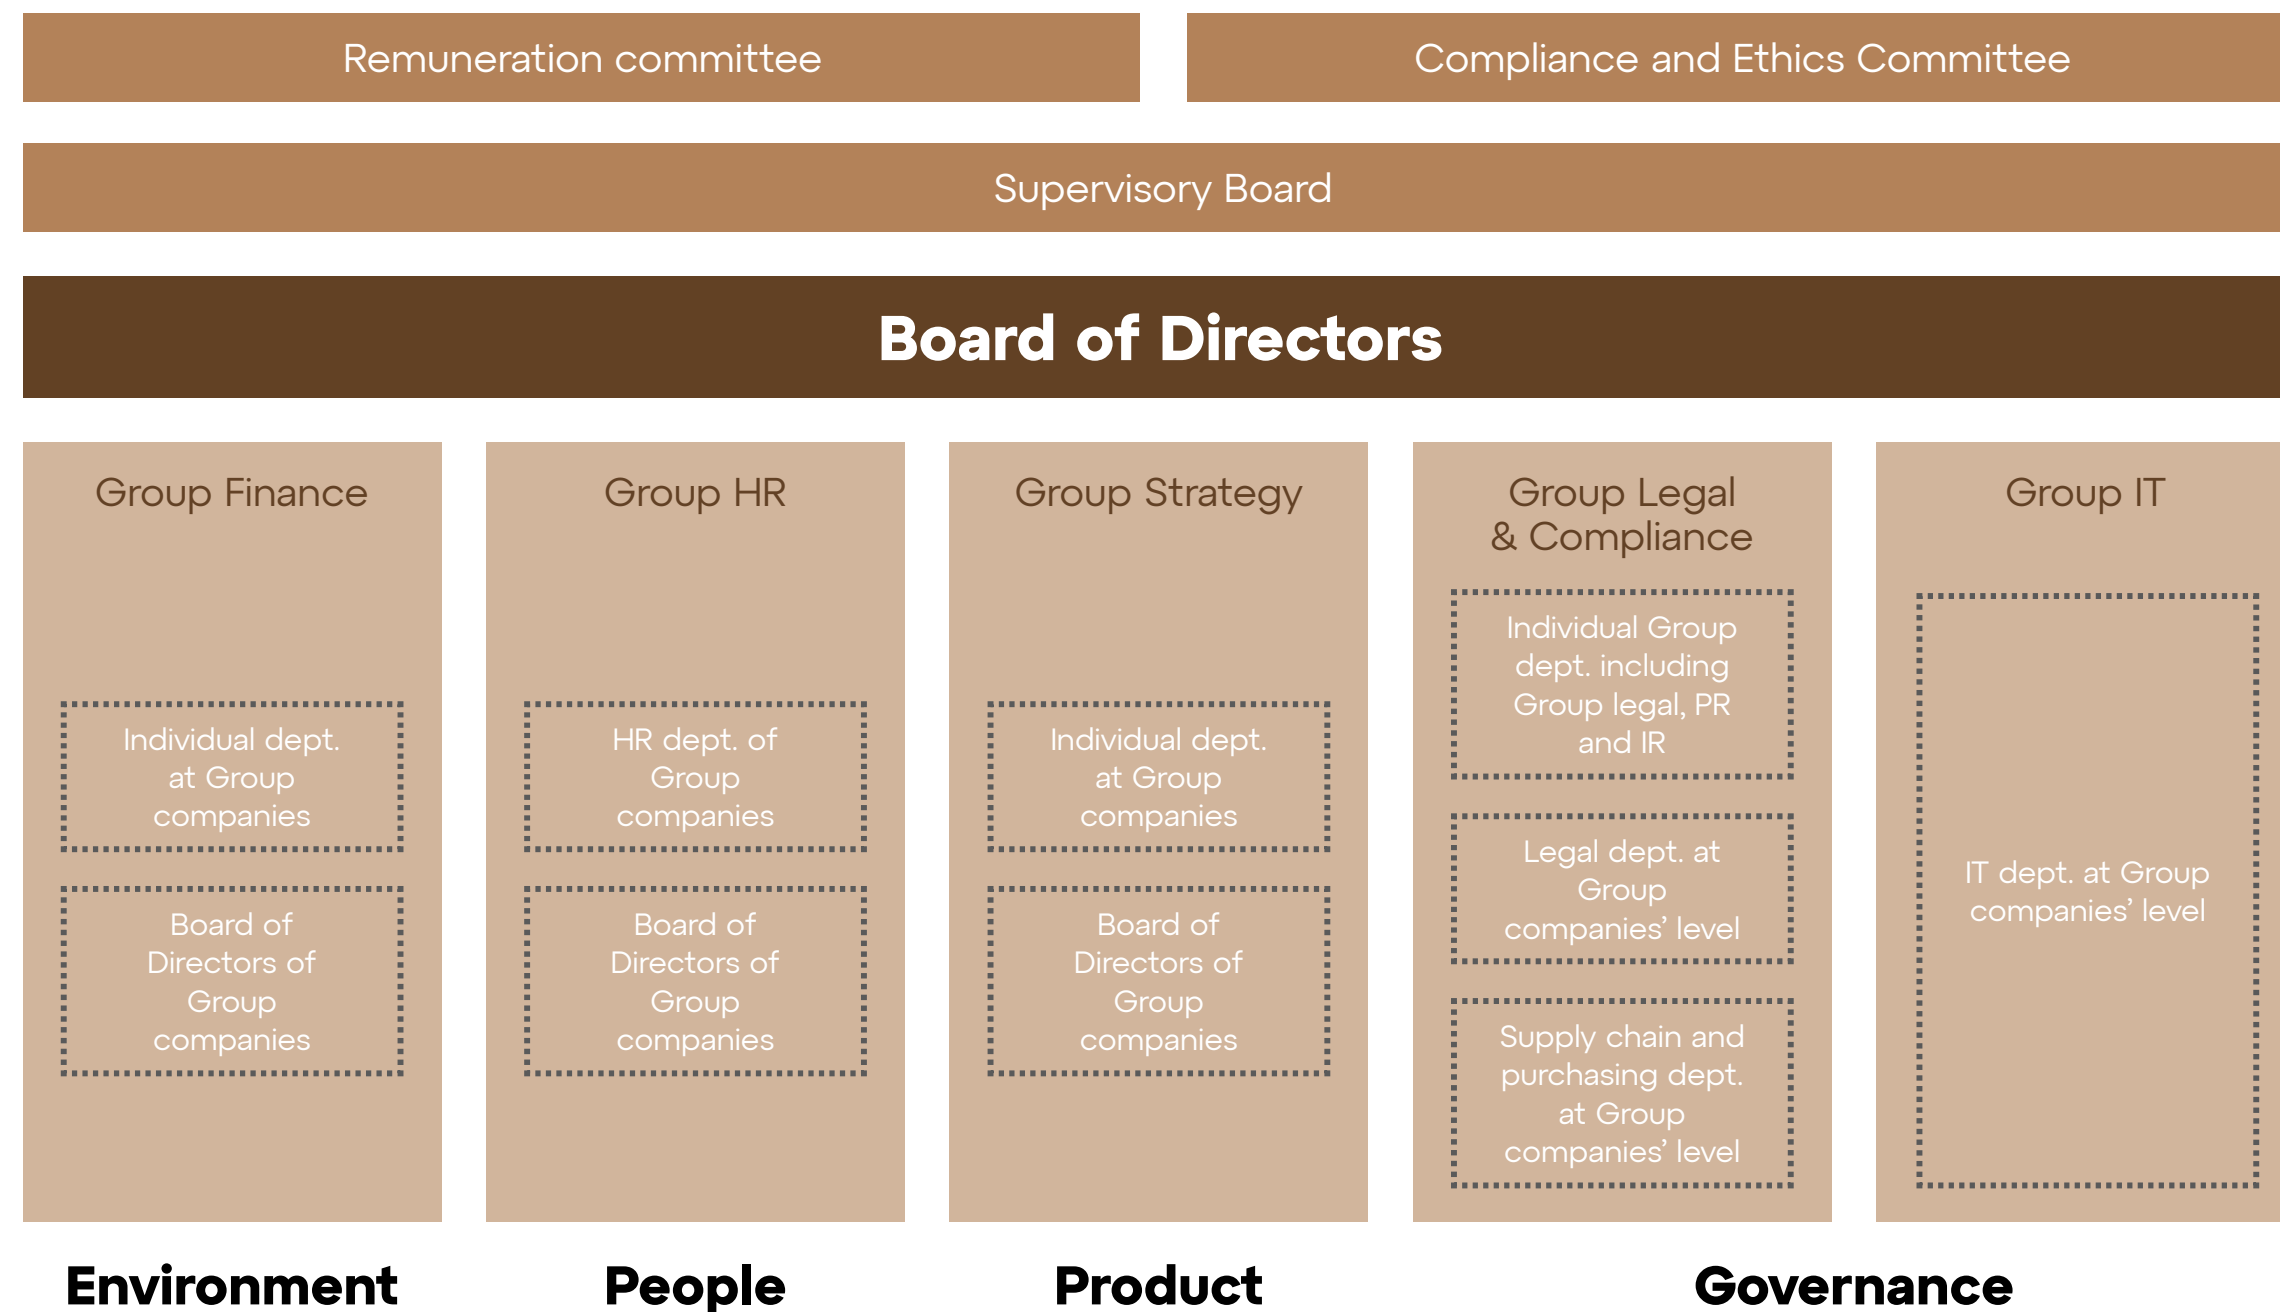 Remuneration committee
Compliance and Ethics Committee
Supervisory Board
Board of Directors
Group Finance
Individual dept.
at Group
companies
Board of
Directors of
Group
companies
Environment
Group HR
HR dept. of
Group
companies
Board of
Directors of
Group
companies
People
Group Strategy
Individual dept.
at Group
companies
Board of
Directors of
Group
companies
Product
Group Legal
& Compliance
Individual Group
dept. including
Group legal, PR
and IR
Legal dept. at
Group
companies’ level
Supply chain and
purchasing dept.
at Group
companies’ level
Group IT
IT dept. at Group
companies’ level
Governance